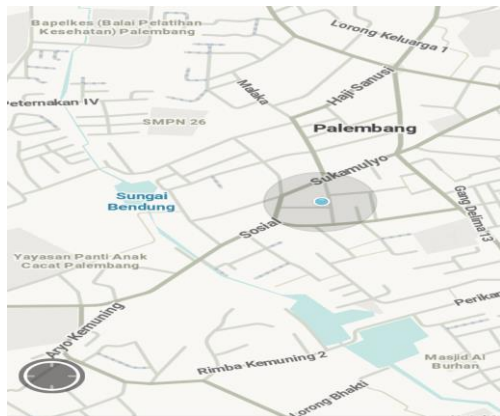 Bapelkes (Balai Pelatihan
Kesehatan) Palembang
Lorong Keluarga 1
Malaka
Haji Sanusi
Peternakan IV
SMPN 26
Palembang
Sukamulyo
Sungai
Bendung
Gang Delima 13
Sosial
Yayasan Panti Anak
Cacat Palembang
Perikan
Aryo Kemuning
Rimba Kemuning 2
Masjid Al
Burhan
Lorong Bhakti